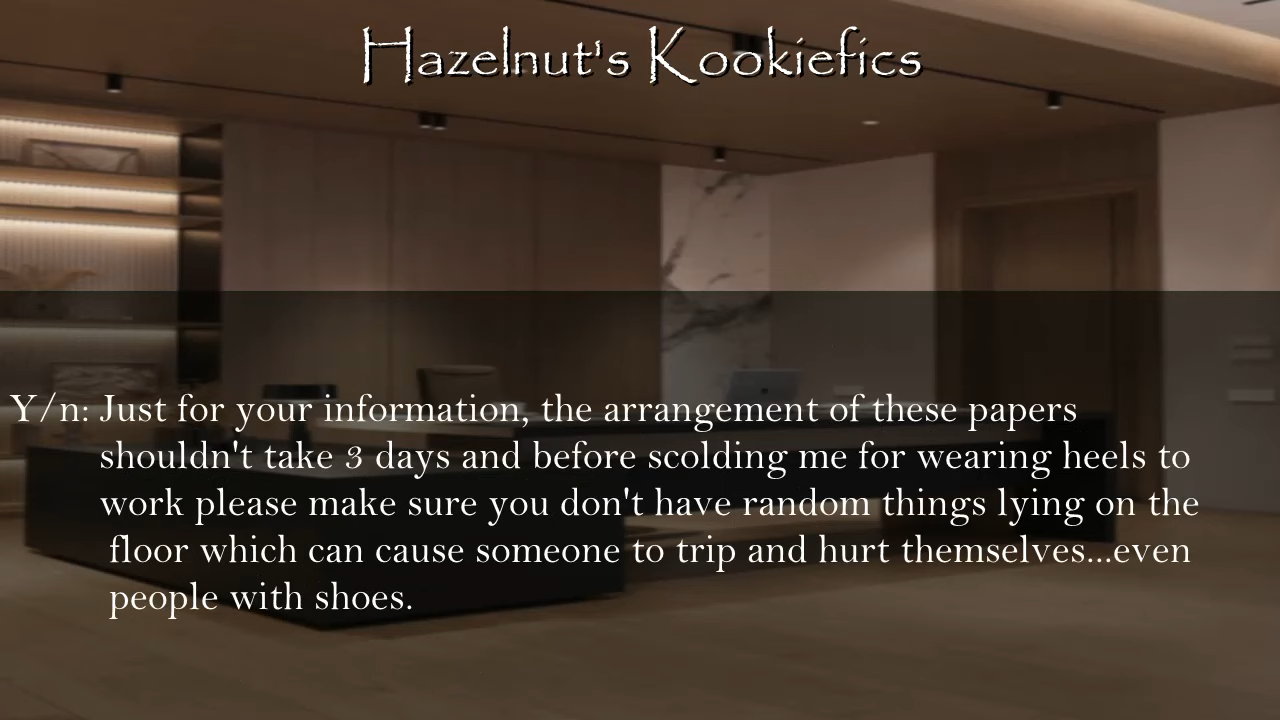 Hazelnut's Kookiefics
Y/n: Just for your information, the arrangement of these papers
shouldn't take 3 days and before scolding me for wearing heels to
work please make sure you don't have random things lying on the
floor which can cause someone to trip and hurt themselves...even
people with shoes.